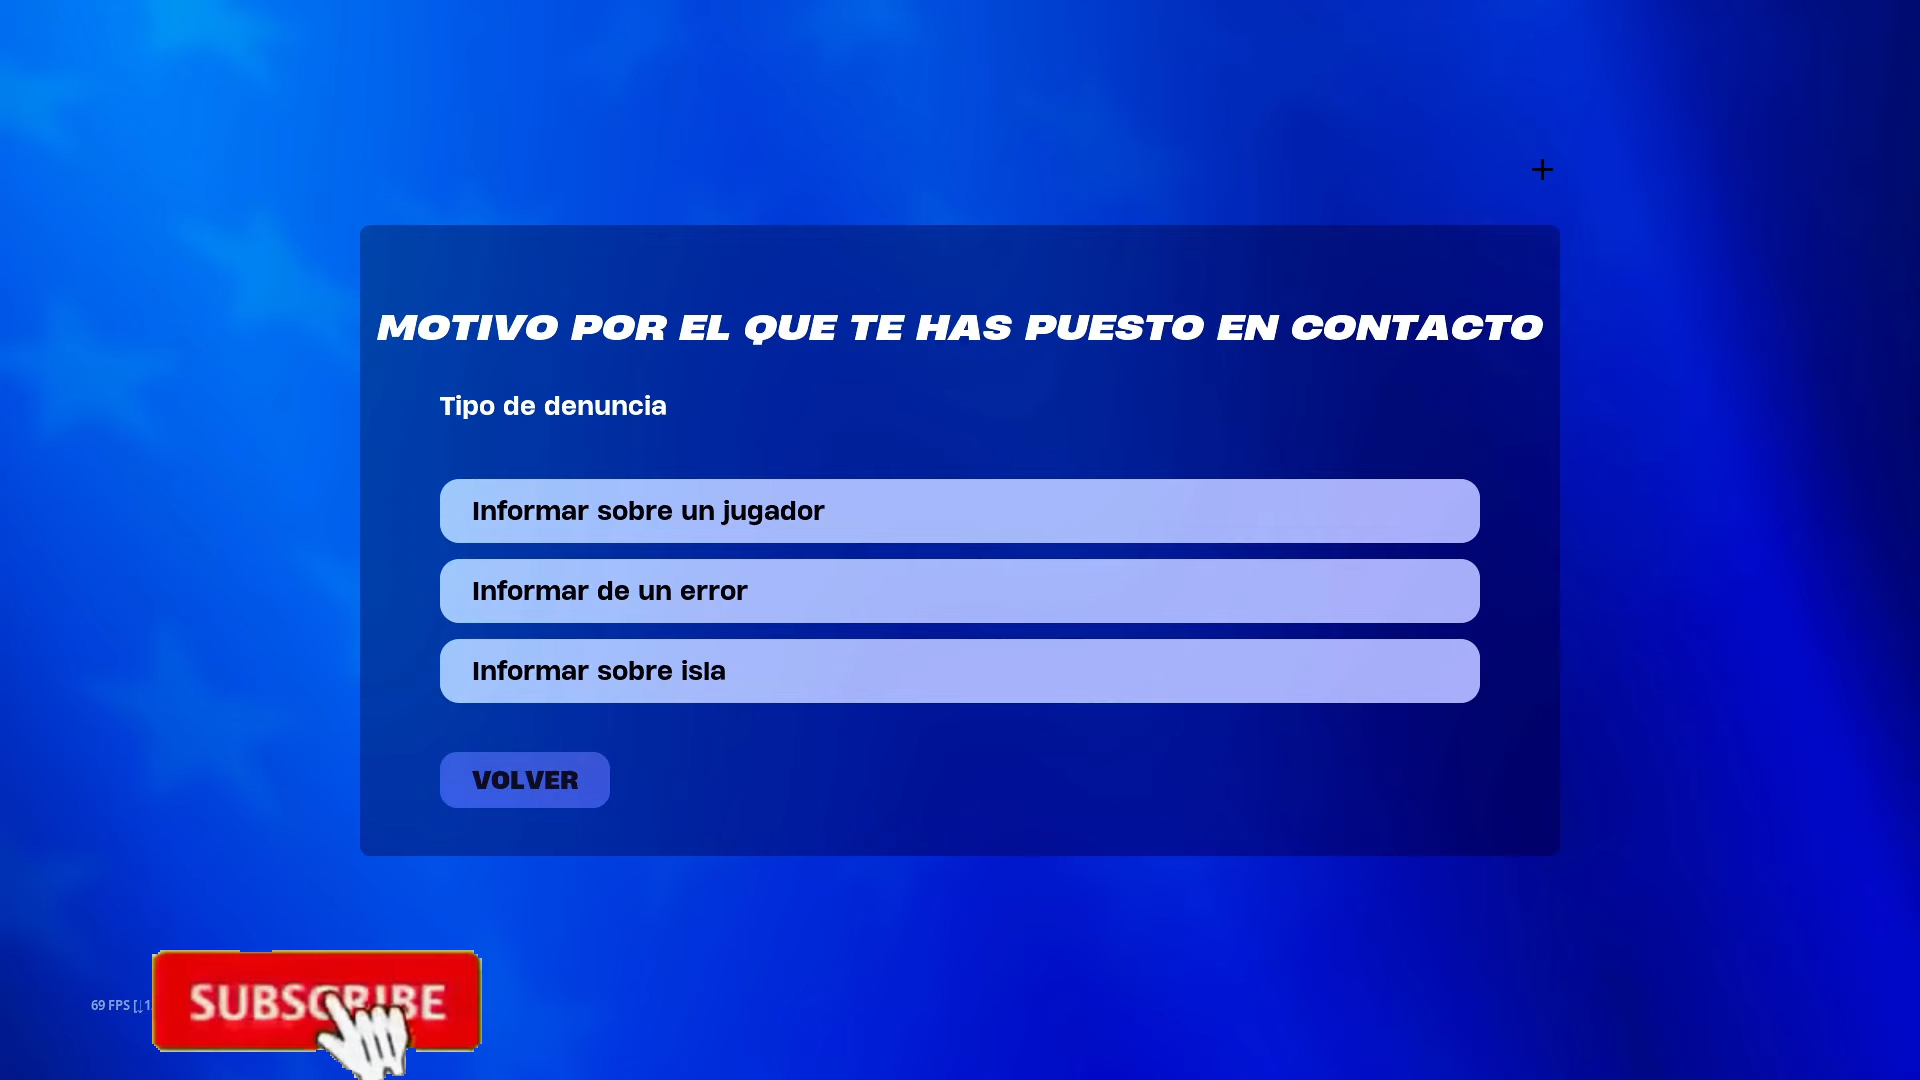 MOTIVO POR EL QUE TE HAS PUESTO EN CONTACTO
Tipo de denuncia
Informar sobre un jugador
Informar de un error
Informar sobre isla
VOLVER
69 FPS [↓1
SUBSCRIBE